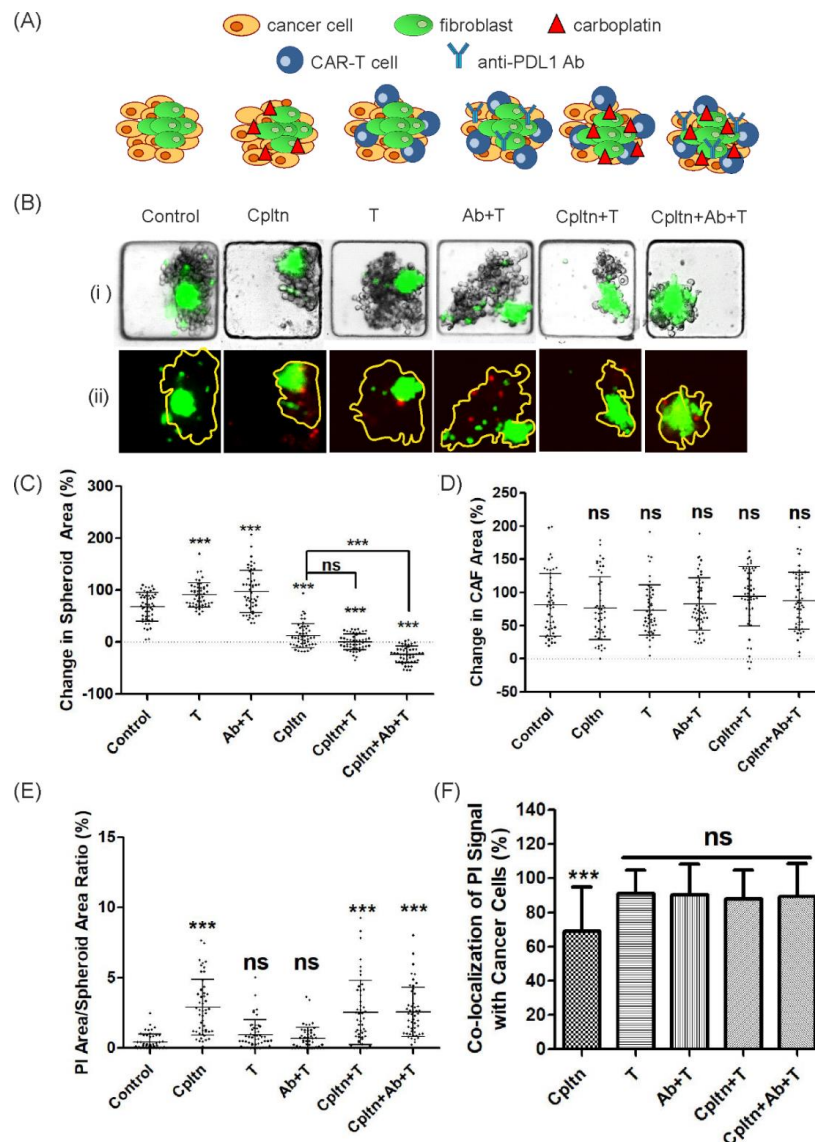 (A)
cancer cell fibroblast carboplatin
CAR-T cell anti-PDL1 Ab
(B)
Control Cpltn T Ab+T Cpltn+T Cpltn+Ab+T
(i)
(ii)
(C)
Change in Spheroid Area (%)
300
200
100
0
-100
*** *** *** *** ***
ns
***
Control T Ab+T Cpltn Cpltn+T Cpltn+Ab+T
(D)
Change in CAF Area (%)
250
200
150
100
50
0
-50
ns ns ns ns ns
Control Cpltn T Ab+T Cpltn+T Cpltn+Ab+T
(E)
PI Area/Spheroid Area Ratio (%)
15
10
5
0
*** ns ns *** ***
Control Cpltn T Ab+T Cpltn+T Cpltn+Ab+T
(F)
Co-localization of PI Signal
with Cancer Cells (%)
140
120
100
80
60
40
20
0
*** ns
Cpltn T Ab+T Cpltn+T Cpltn+Ab+T